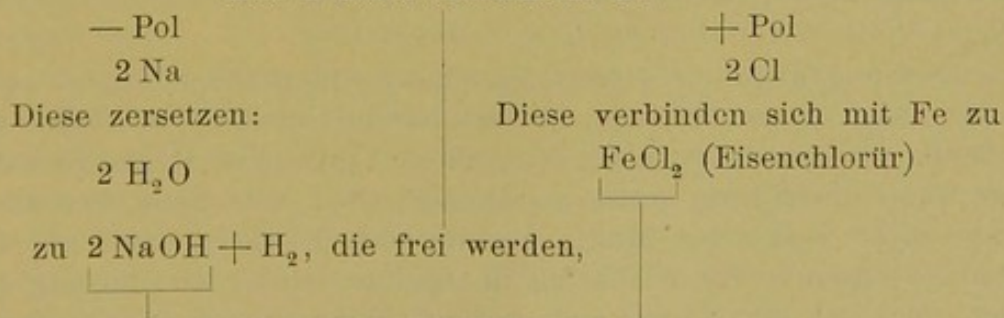 — Pol
2 Na
Diese zersetzen:
2 H₂O
zu 2 NaOH + H₂, die frei werden,
+ Pol
2 Cl
Diese verbinden sich mit Fe zu
FeCl₂ (Eisenchlorür)